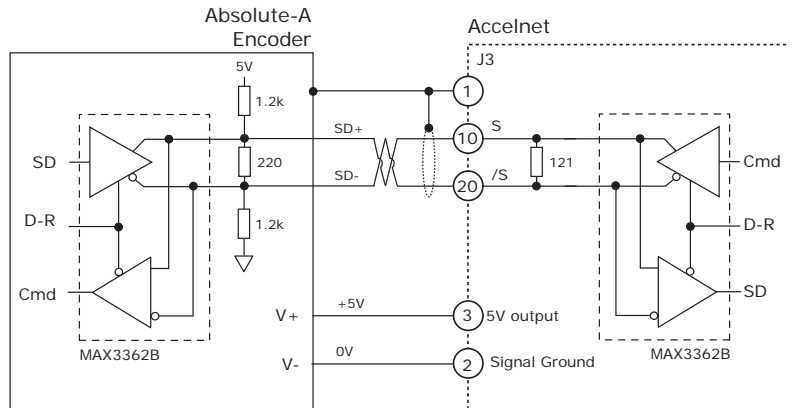 Absolute-A
Encoder
Accelnet
J3
5V
1
1.2k
SD+
10
S
SD
220
121
Cmd
SD-
20
/S
D-R
1.2k
D-R
Cmd
SD
V+
+5V
3
5V output
MAX3362B
MAX3362B
V-
0V
2
Signal Ground